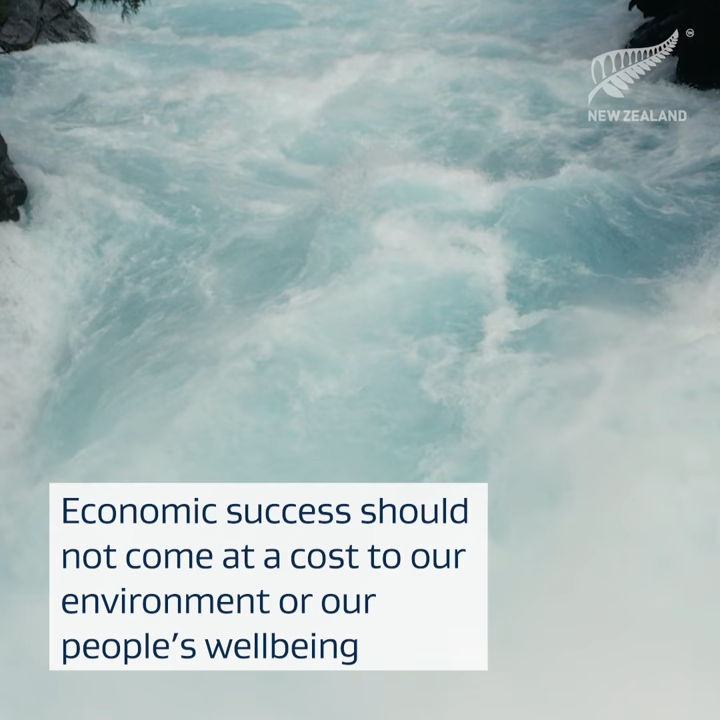 NEW ZEALAND
Economic success should
not come at a cost to our
environment or our
people's wellbeing